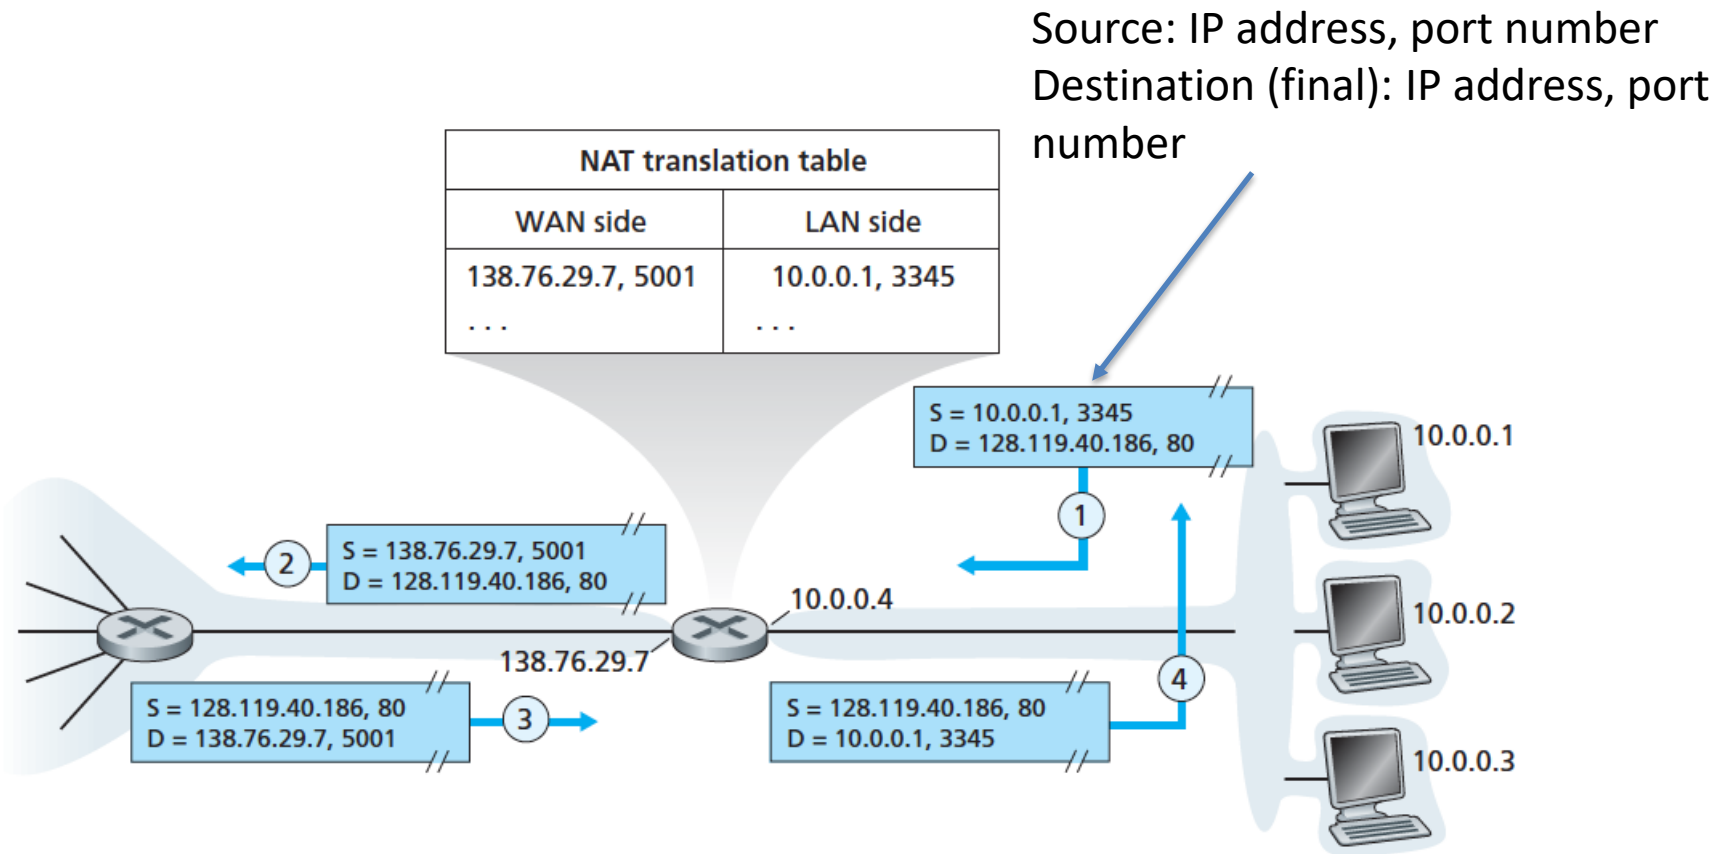 Source: IP address, port number
Destination (final): IP address, port
number
NAT translation table
WAN side LAN side
138.76.29.7, 5001 10.0.0.1, 3345
. . . . . .
S = 10.0.0.1, 3345
D = 128.119.40.186, 80
10.0.0.1
1
2
S = 138.76.29.7, 5001
D = 128.119.40.186, 80
10.0.0.4
10.0.0.2
138.76.29.7
4
S = 128.119.40.186, 80
D = 138.76.29.7, 5001
3
S = 128.119.40.186, 80
D = 10.0.0.1, 3345
10.0.0.3